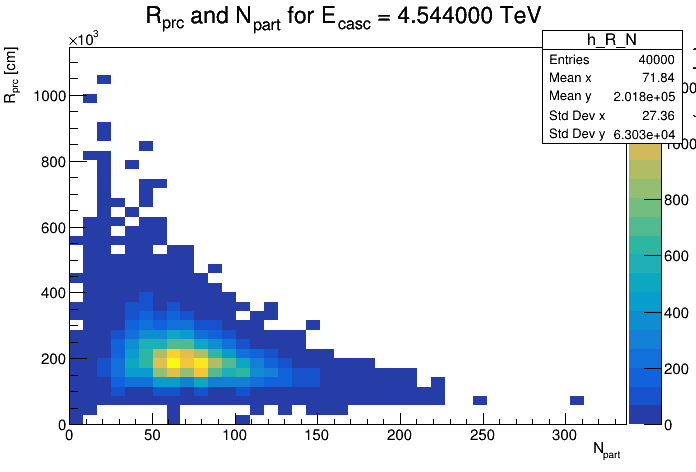 R_prc and N_part for E_casc = 4.544000 TeV
×10³
R_prc [cm]
h_R_N
Entries 40000
Mean x 71.84
Mean y 2.018e+05
Std Dev x 27.36
Std Dev y 6.303e+04
1000
800
600
400
200
0
1000
800
600
400
200
0
0 50 100 150 200 250 300
N_part